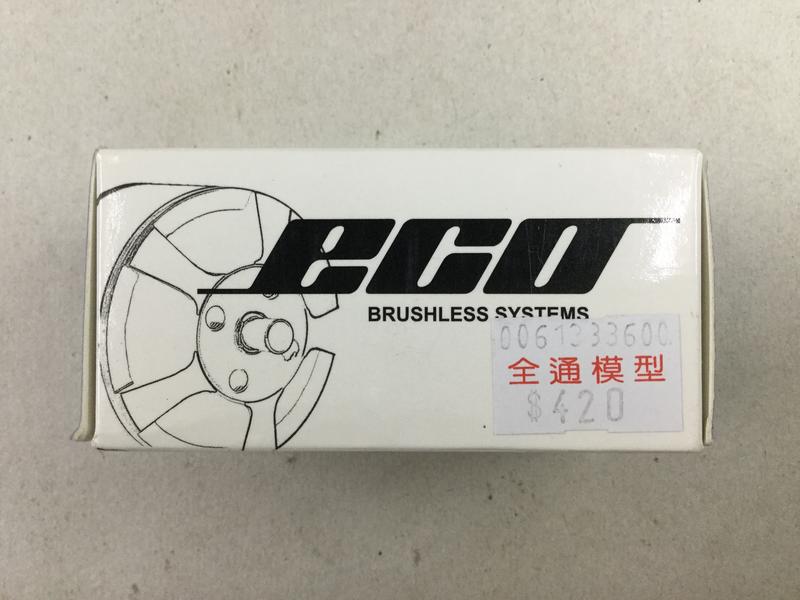 eco
BRUSHLESS SYSTEMS
0061333600
全通模型
$420